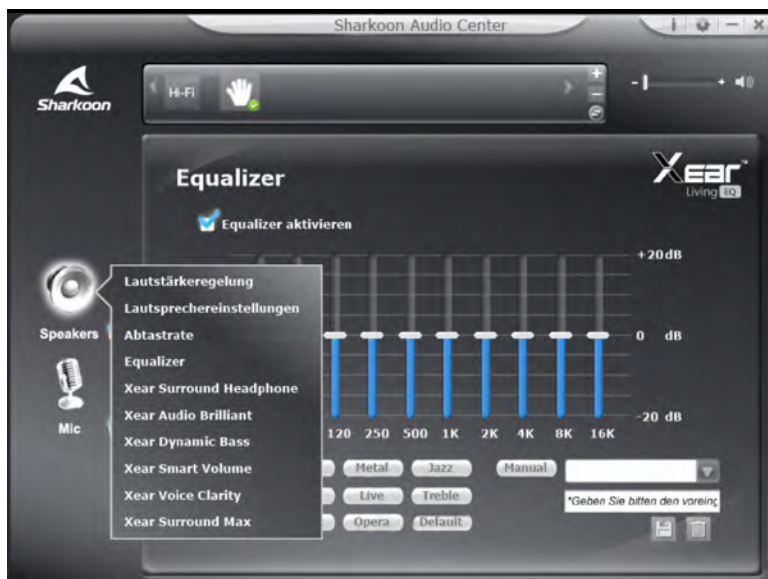 Sharkoon Audio Center
i
Sharkoon
Hi-Fi
Equalizer
Xear™
Living EQ
Equalizer aktivieren
+20dB
0 dB
-20 dB
Speakers
Mic
Lautstärkeregelung
Lautsprechereinstellungen
Abtastrate
Equalizer
Xear Surround Headphone
Xear Audio Brilliant
Xear Dynamic Bass
Xear Smart Volume
Xear Voice Clarity
Xear Surround Max
120 250 500 1K 2K 4K 8K 16K
Metal Jazz Manual
Live Treble
*Geben Sie bitten den voreing
Opera Default